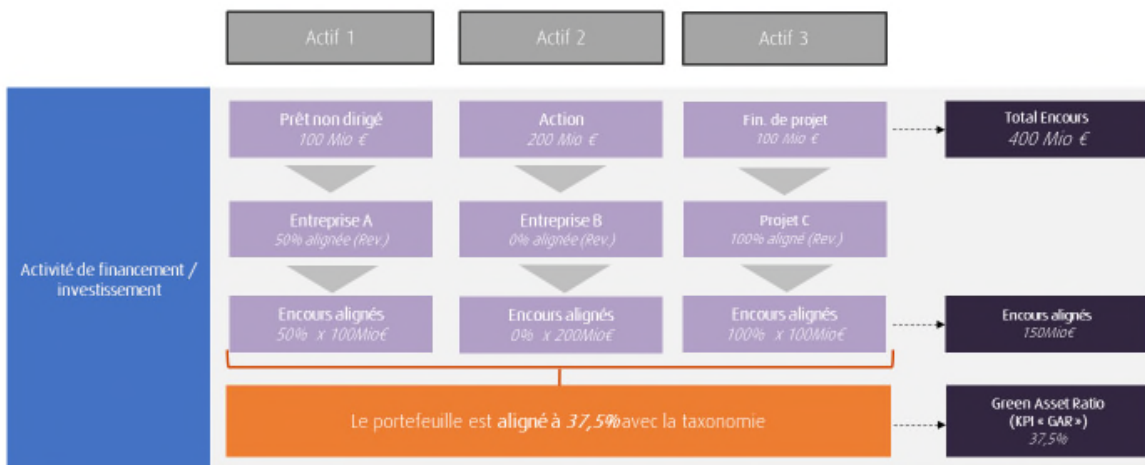 Actif 1
Actif 2
Actif 3
Activité de financement /
investissement
Prêt non dirigé
100 Mio €
Action
200 Mio €
Fin. de projet
100 Mio €
Total Encours
400 Mio €
Entreprise A
50% alignée (Rev.)
Entreprise B
0% alignée (Rev.)
Projet C
100% aligné (Rev.)
Encours alignés
50% x 100Mio€
Encours alignés
0% x 200Mio€
Encours alignés
100% x 100Mio€
Encours alignés
150Mio€
Le portefeuille est aligné à 37,5% avec la taxonomie
Green Asset Ratio
(KPI « GAR »)
37,5%